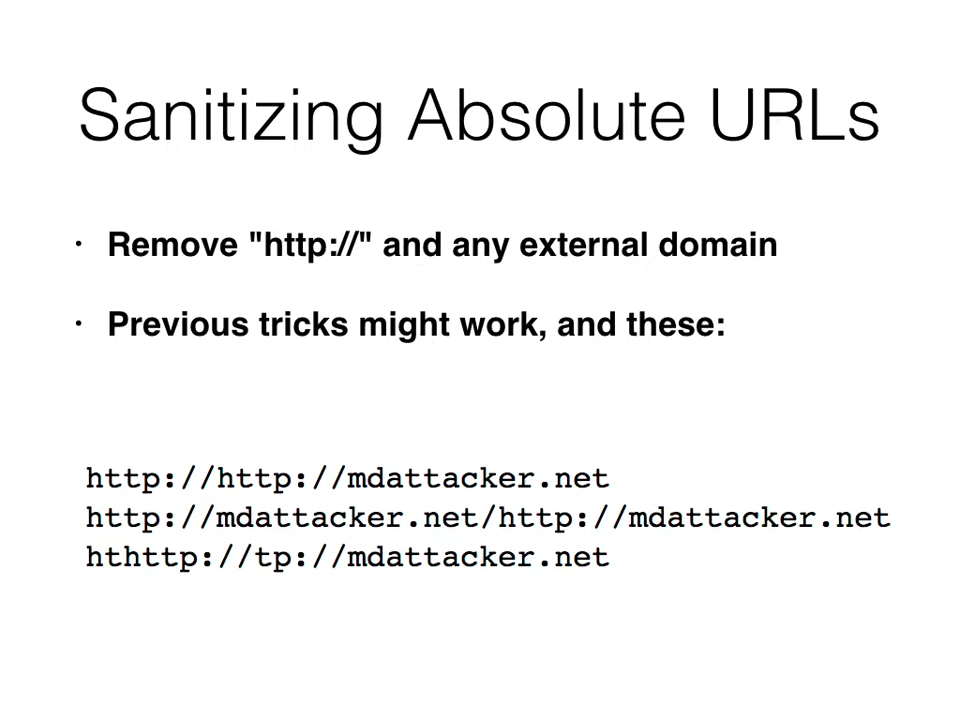 Sanitizing Absolute URLs
· Remove "http://" and any external domain
· Previous tricks might work, and these:
http://http://mdattacker.net
http://mdattacker.net/http://mdattacker.net
hthttp://tp://mdattacker.net